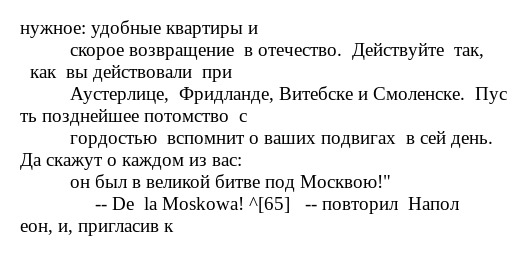 нужное: удобные квартиры и
скорое возвращение в отечество. Действуйте так,
как вы действовали при
Аустерлице, Фридланде, Витебске и Смоленске. Пус
ть позднейшее потомство с
гордостью вспомнит о ваших подвигах в сей день.
Да скажут о каждом из вас:
он был в великой битве под Москвою!"
-- De la Moskowa! ^[65] -- повторил Напол
еон, и, пригласив к